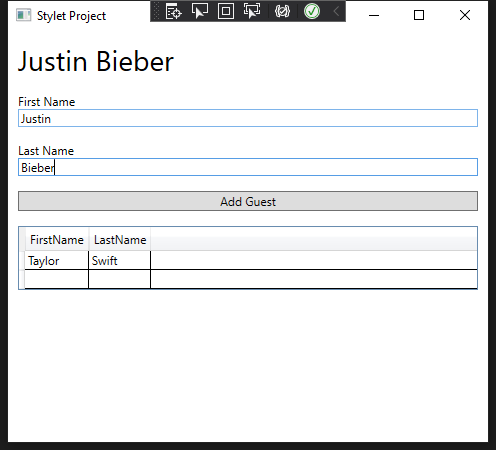 Stylet Project
Justin Bieber
First Name
Justin
Last Name
Bieber
Add Guest
FirstName LastName
Taylor Swift